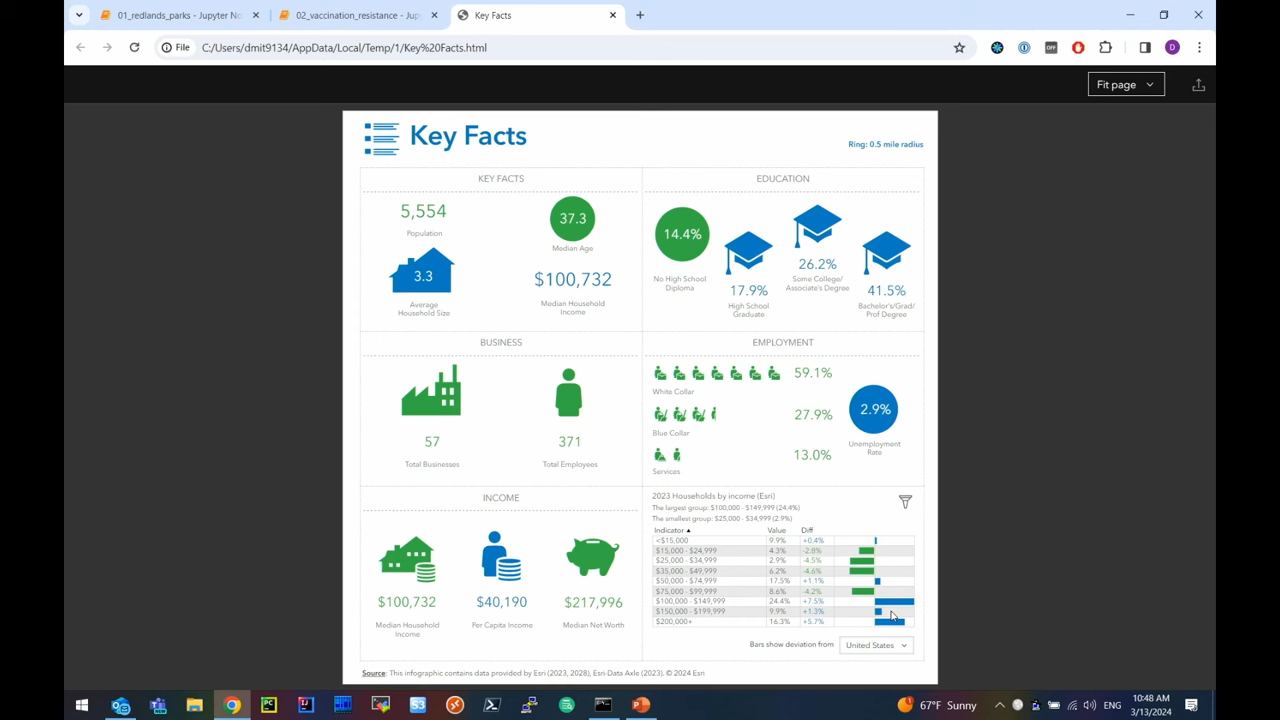 01_redlands_parks - Jupyter No
02_vaccination_resistance - Jup
Key Facts
File
C:/Users/dmit9134/AppData/Local/Temp/1/Key%20Facts.html
OFF
D
Fit page
Key Facts
Ring: 0.5 mile radius
KEY FACTS
5,554
Population
37.3
Median Age
3.3
Average
Household Size
$100,732
Median Household
Income
EDUCATION
14.4%
No High School
Diploma
17.9%
High School
Graduate
26.2%
Some College/
Associate's Degree
41.5%
Bachelor's/Grad/
Prof Degree
BUSINESS
57
Total Businesses
371
Total Employees
EMPLOYMENT
59.1%
White Collar
27.9%
Blue Collar
13.0%
Services
2.9%
Unemployment
Rate
INCOME
$100,732
Median Household
Income
$40,190
Per Capita Income
$217,996
Median Net Worth
2023 Households by income (Esri)
The largest group: $100,000 - $149,999 (24.4%)
The smallest group: $25,000 - $34,999 (2.9%)
Indicator ▲ Value Diff
<$15,000 9.9% +0.4%
$15,000 - $24,999 4.3% -2.8%
$25,000 - $34,999 2.9% -4.5%
$35,000 - $49,999 6.2% -4.6%
$50,000 - $74,999 17.5% +1.1%
$75,000 - $99,999 8.6% -4.2%
$100,000 - $149,999 24.4% +7.5%
$150,000 - $199,999 9.9% +1.3%
$200,000+ 16.3% +5.7%
Bars show deviation from United States
Source: This infographic contains data provided by Esri (2023, 2028), Esri-Data Axle (2023). © 2024 Esri
67°F Sunny
ENG
10:48 AM
3/13/2024